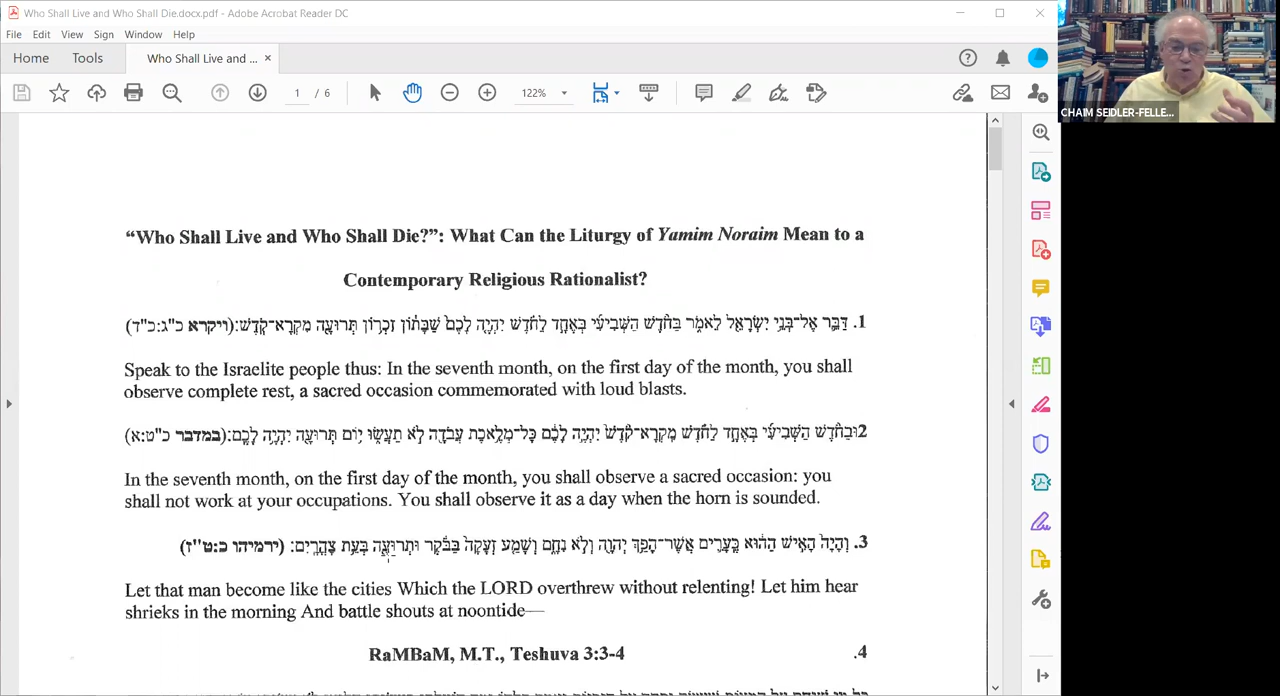 Who Shall Live and Who Shall Die.docx.pdf - Adobe Acrobat Reader DC
File Edit View Sign Window Help
Home Tools Who Shall Live and ... ×
1 / 6 122%
CHAIM SEIDLER-FELLE...
“Who Shall Live and Who Shall Die?”: What Can the Liturgy of Yamim Noraim Mean to a
Contemporary Religious Rationalist?
1. דַּבֵּ֛ר אֶל־בְּנֵ֥י יִשְׂרָאֵ֖ל לֵאמֹ֑ר בַּחֹ֨דֶשׁ הַשְּׁבִיעִ֜י בְּאֶחָ֣ד לַחֹ֗דֶשׁ יִהְיֶ֤ה לָכֶם֙ שַׁבָּת֔וֹן זִכְר֥וֹן תְּרוּעָ֖ה מִקְרָא־קֹֽדֶשׁ׃ (ויקרא כ"ג:כ"ד)
Speak to the Israelite people thus: In the seventh month, on the first day of the month, you shall
observe complete rest, a sacred occasion commemorated with loud blasts.
2וּבַחֹ֨דֶשׁ הַשְּׁבִיעִ֜י בְּאֶחָ֣ד לַחֹ֗דֶשׁ מִֽקְרָא־קֹ֙דֶשׁ֙ יִהְיֶ֣ה לָכֶ֔ם כׇּל־מְלֶ֥אכֶת עֲבֹדָ֖ה לֹ֣א תַעֲשׂ֑וּ י֥וֹם תְּרוּעָ֖ה יִהְיֶ֥ה לָכֶֽם׃ (במדבר כ"ט:א)
In the seventh month, on the first day of the month, you shall observe a sacred occasion: you
shall not work at your occupations. You shall observe it as a day when the horn is sounded.
3. וְהָיָה֙ הָאִ֣ישׁ הַה֔וּא כֶּעָרִ֛ים אֲשֶׁר־הָפַ֥ךְ יְהֹוָ֖ה וְלֹ֣א נִחָ֑ם וְשָׁמַ֤ע זְעָקָה֙ בַּבֹּ֔קֶר וּתְרוּעָ֖ה בְּעֵ֥ת צׇהֳרָֽיִם׃ (ירמיהו כ:ט"ז)
Let that man become like the cities Which the LORD overthrew without relenting! Let him hear
shrieks in the morning And battle shouts at noontide—
RaMBaM, M.T., Teshuva 3:3-4 .4